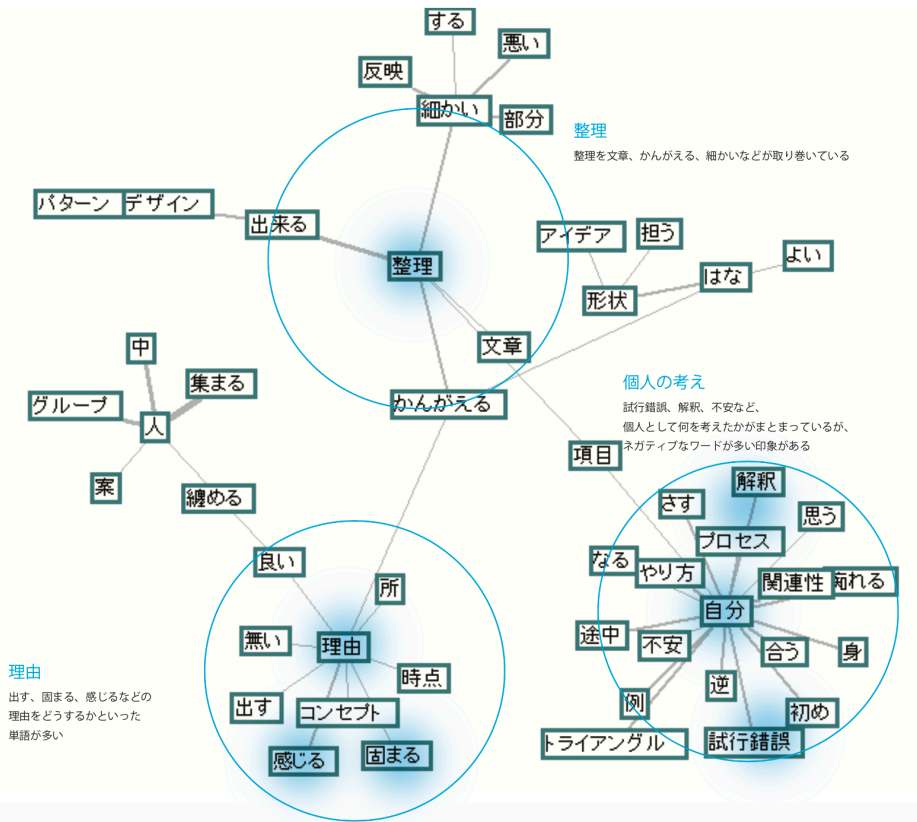 する
悪い
反映
細かい
部分
整理
整理を文章、かんがえる、細かいなどが取り巻いている
パターン
デザイン
出来る
アイデア
担う
よい
はな
整理
形状
文章
中
集まる
個人の考え
試行錯誤、解釈、不安など、
個人として何を考えたかがまとまっているが、
ネガティブなワードが多い印象がある
グループ
人
かんがえる
項目
案
纏める
解釈
さす
思う
プロセス
良い
なる
やり方
関連性
痴れる
所
自分
無い
理由
途中
不安
合う
身
理由
出す、固まる、感じるなどの
理由をどうするかといった
単語が多い
時点
逆
出す
コンセプト
例
初め
トライアングル
試行錯誤
感じる
固まる